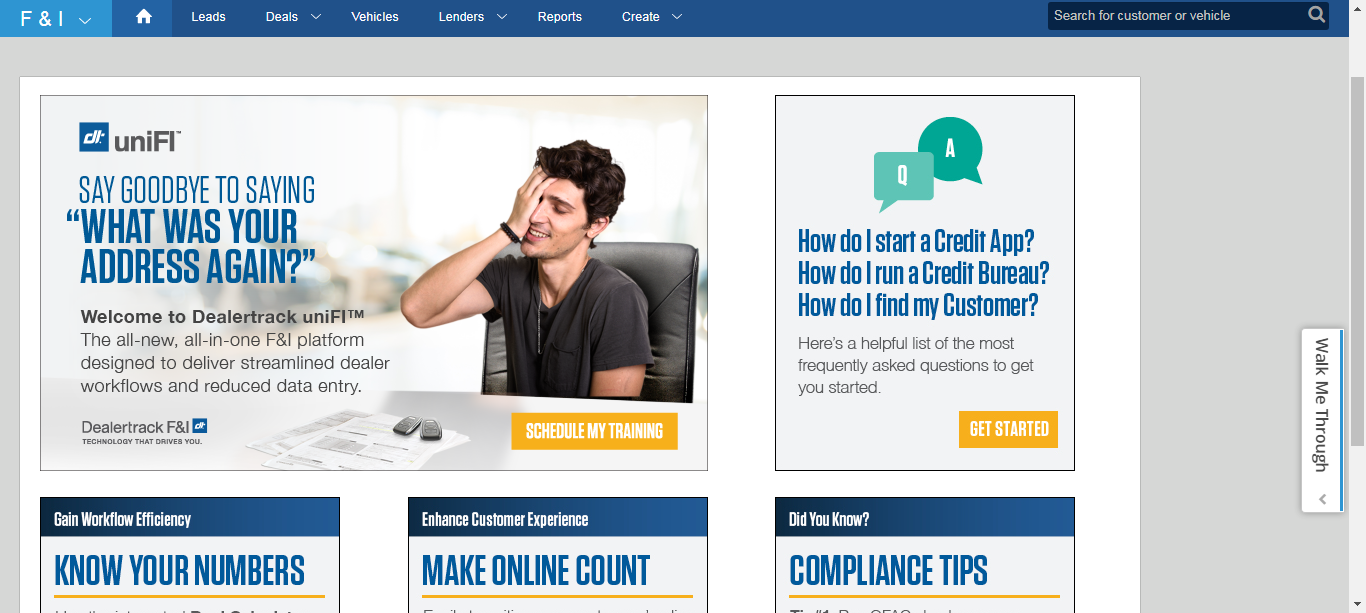 F & I
Leads
Deals
Vehicles
Lenders
Reports
Create
Search for customer or vehicle
dt uniFI™
SAY GOODBYE TO SAYING
“WHAT WAS YOUR
ADDRESS AGAIN?”
Welcome to Dealertrack uniFI™
The all-new, all-in-one F&I platform
designed to deliver streamlined dealer
workflows and reduced data entry.
Dealertrack F&I dt
TECHNOLOGY THAT DRIVES YOU.
SCHEDULE MY TRAINING
Q
A
How do I start a Credit App?
How do I run a Credit Bureau?
How do I find my Customer?
Here’s a helpful list of the most
frequently asked questions to get
you started.
GET STARTED
Walk Me Through
Gain Workflow Efficiency
KNOW YOUR NUMBERS
Enhance Customer Experience
MAKE ONLINE COUNT
Did You Know?
COMPLIANCE TIPS